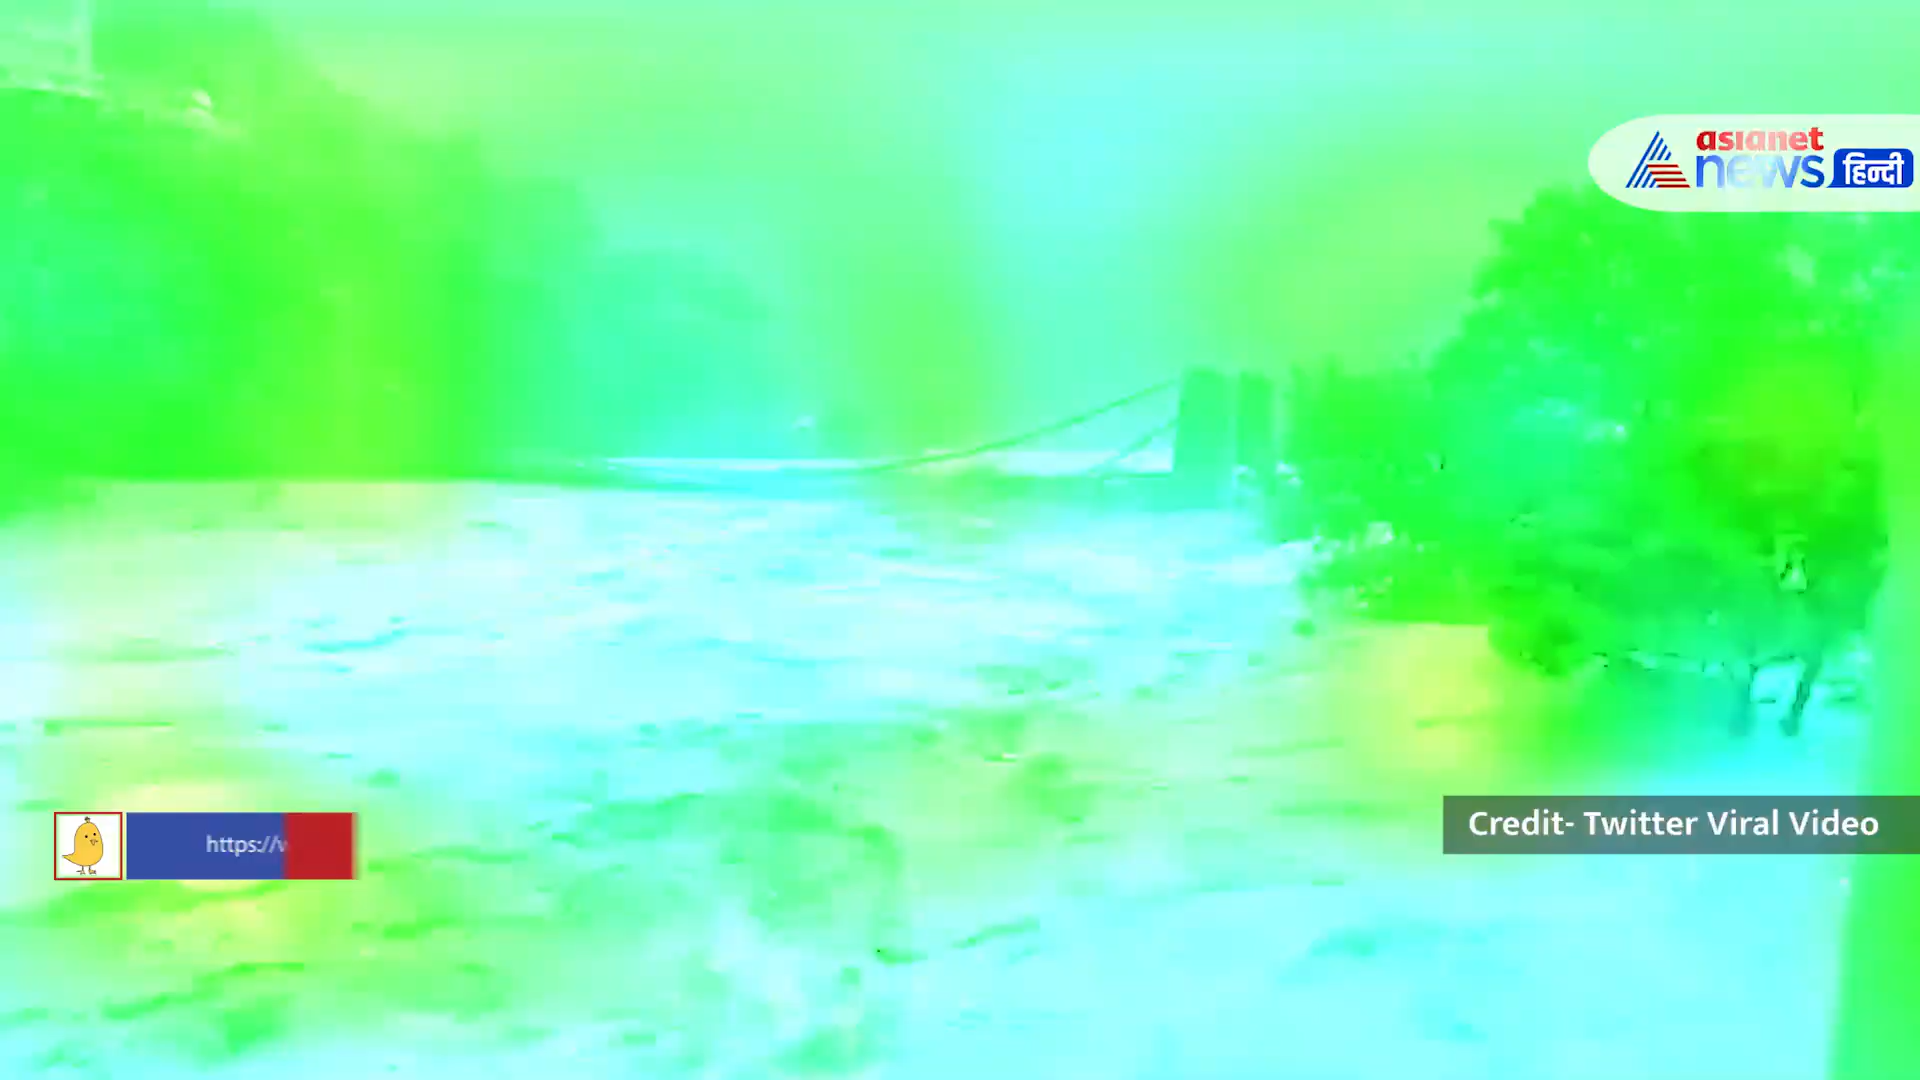 asianet
news हिन्दी
https://
Credit- Twitter Viral Video